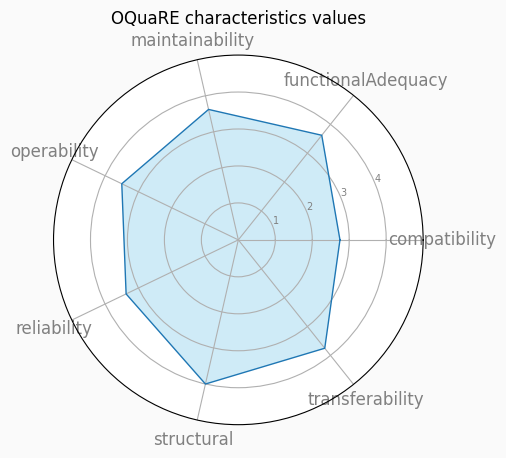 OQuaRE characteristics values
maintainability
functionalAdequacy
operability
4
3
2
1
compatibility
reliability
transferability
structural